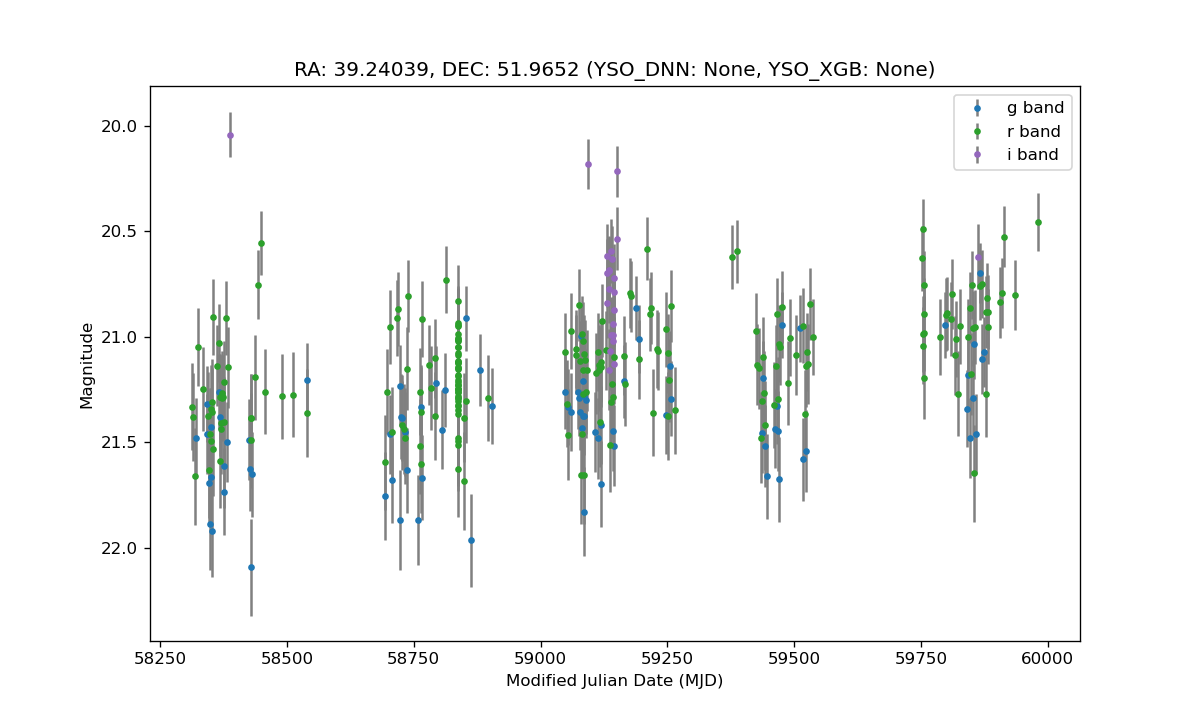 RA: 39.24039, DEC: 51.9652 (YSO_DNN: None, YSO_XGB: None)
g band
r band
i band
20.0
20.5
21.0
21.5
22.0
Magnitude
58250 58500 58750 59000 59250 59500 59750 60000
Modified Julian Date (MJD)